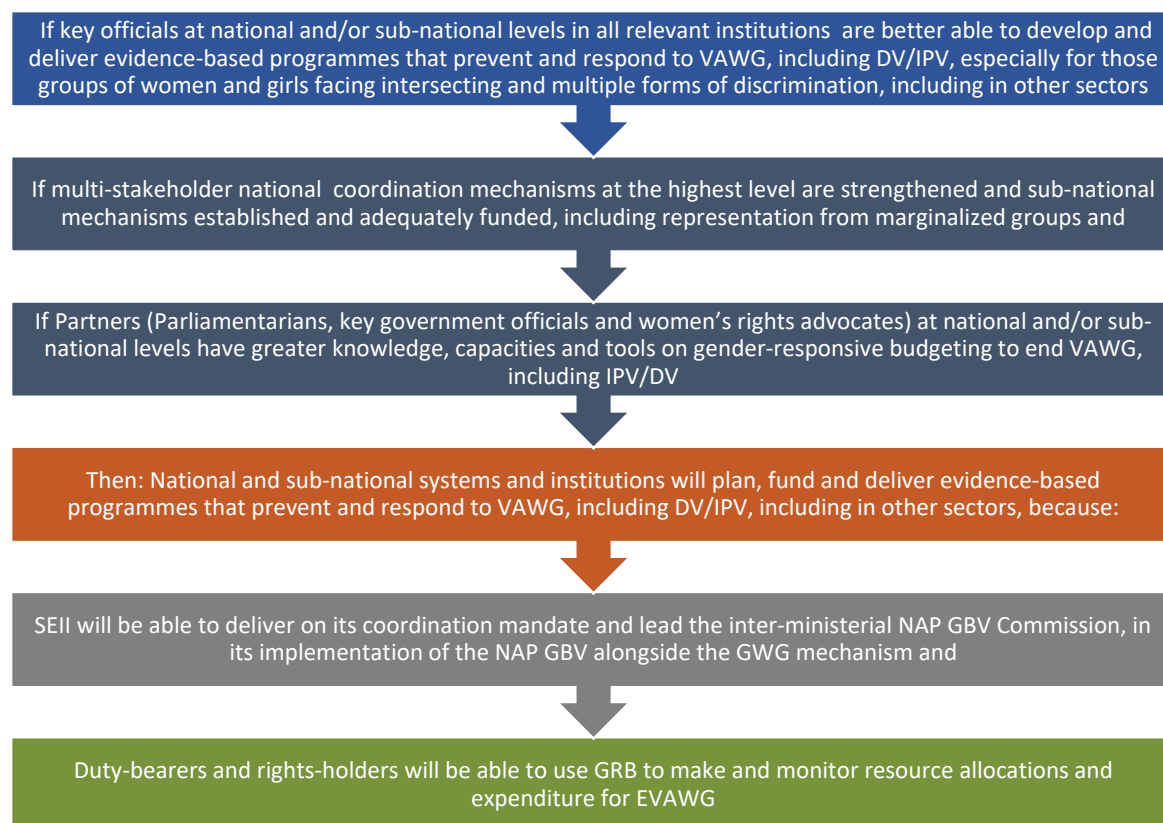 If key officials at national and/or sub-national levels in all relevant institutions are better able to develop and
deliver evidence-based programmes that prevent and respond to VAWG, including DV/IPV, especially for those
groups of women and girls facing intersecting and multiple forms of discrimination, including in other sectors
If multi-stakeholder national coordination mechanisms at the highest level are strengthened and sub-national
mechanisms established and adequately funded, including representation from marginalized groups and
If Partners (Parliamentarians, key government officials and women’s rights advocates) at national and/or sub-
national levels have greater knowledge, capacities and tools on gender-responsive budgeting to end VAWG,
including IPV/DV
Then: National and sub-national systems and institutions will plan, fund and deliver evidence-based
programmes that prevent and respond to VAWG, including DV/IPV, including in other sectors, because:
SEII will be able to deliver on its coordination mandate and lead the inter-ministerial NAP GBV Commission, in
its implementation of the NAP GBV alongside the GWG mechanism and
Duty-bearers and rights-holders will be able to use GRB to make and monitor resource allocations and
expenditure for EVAWG